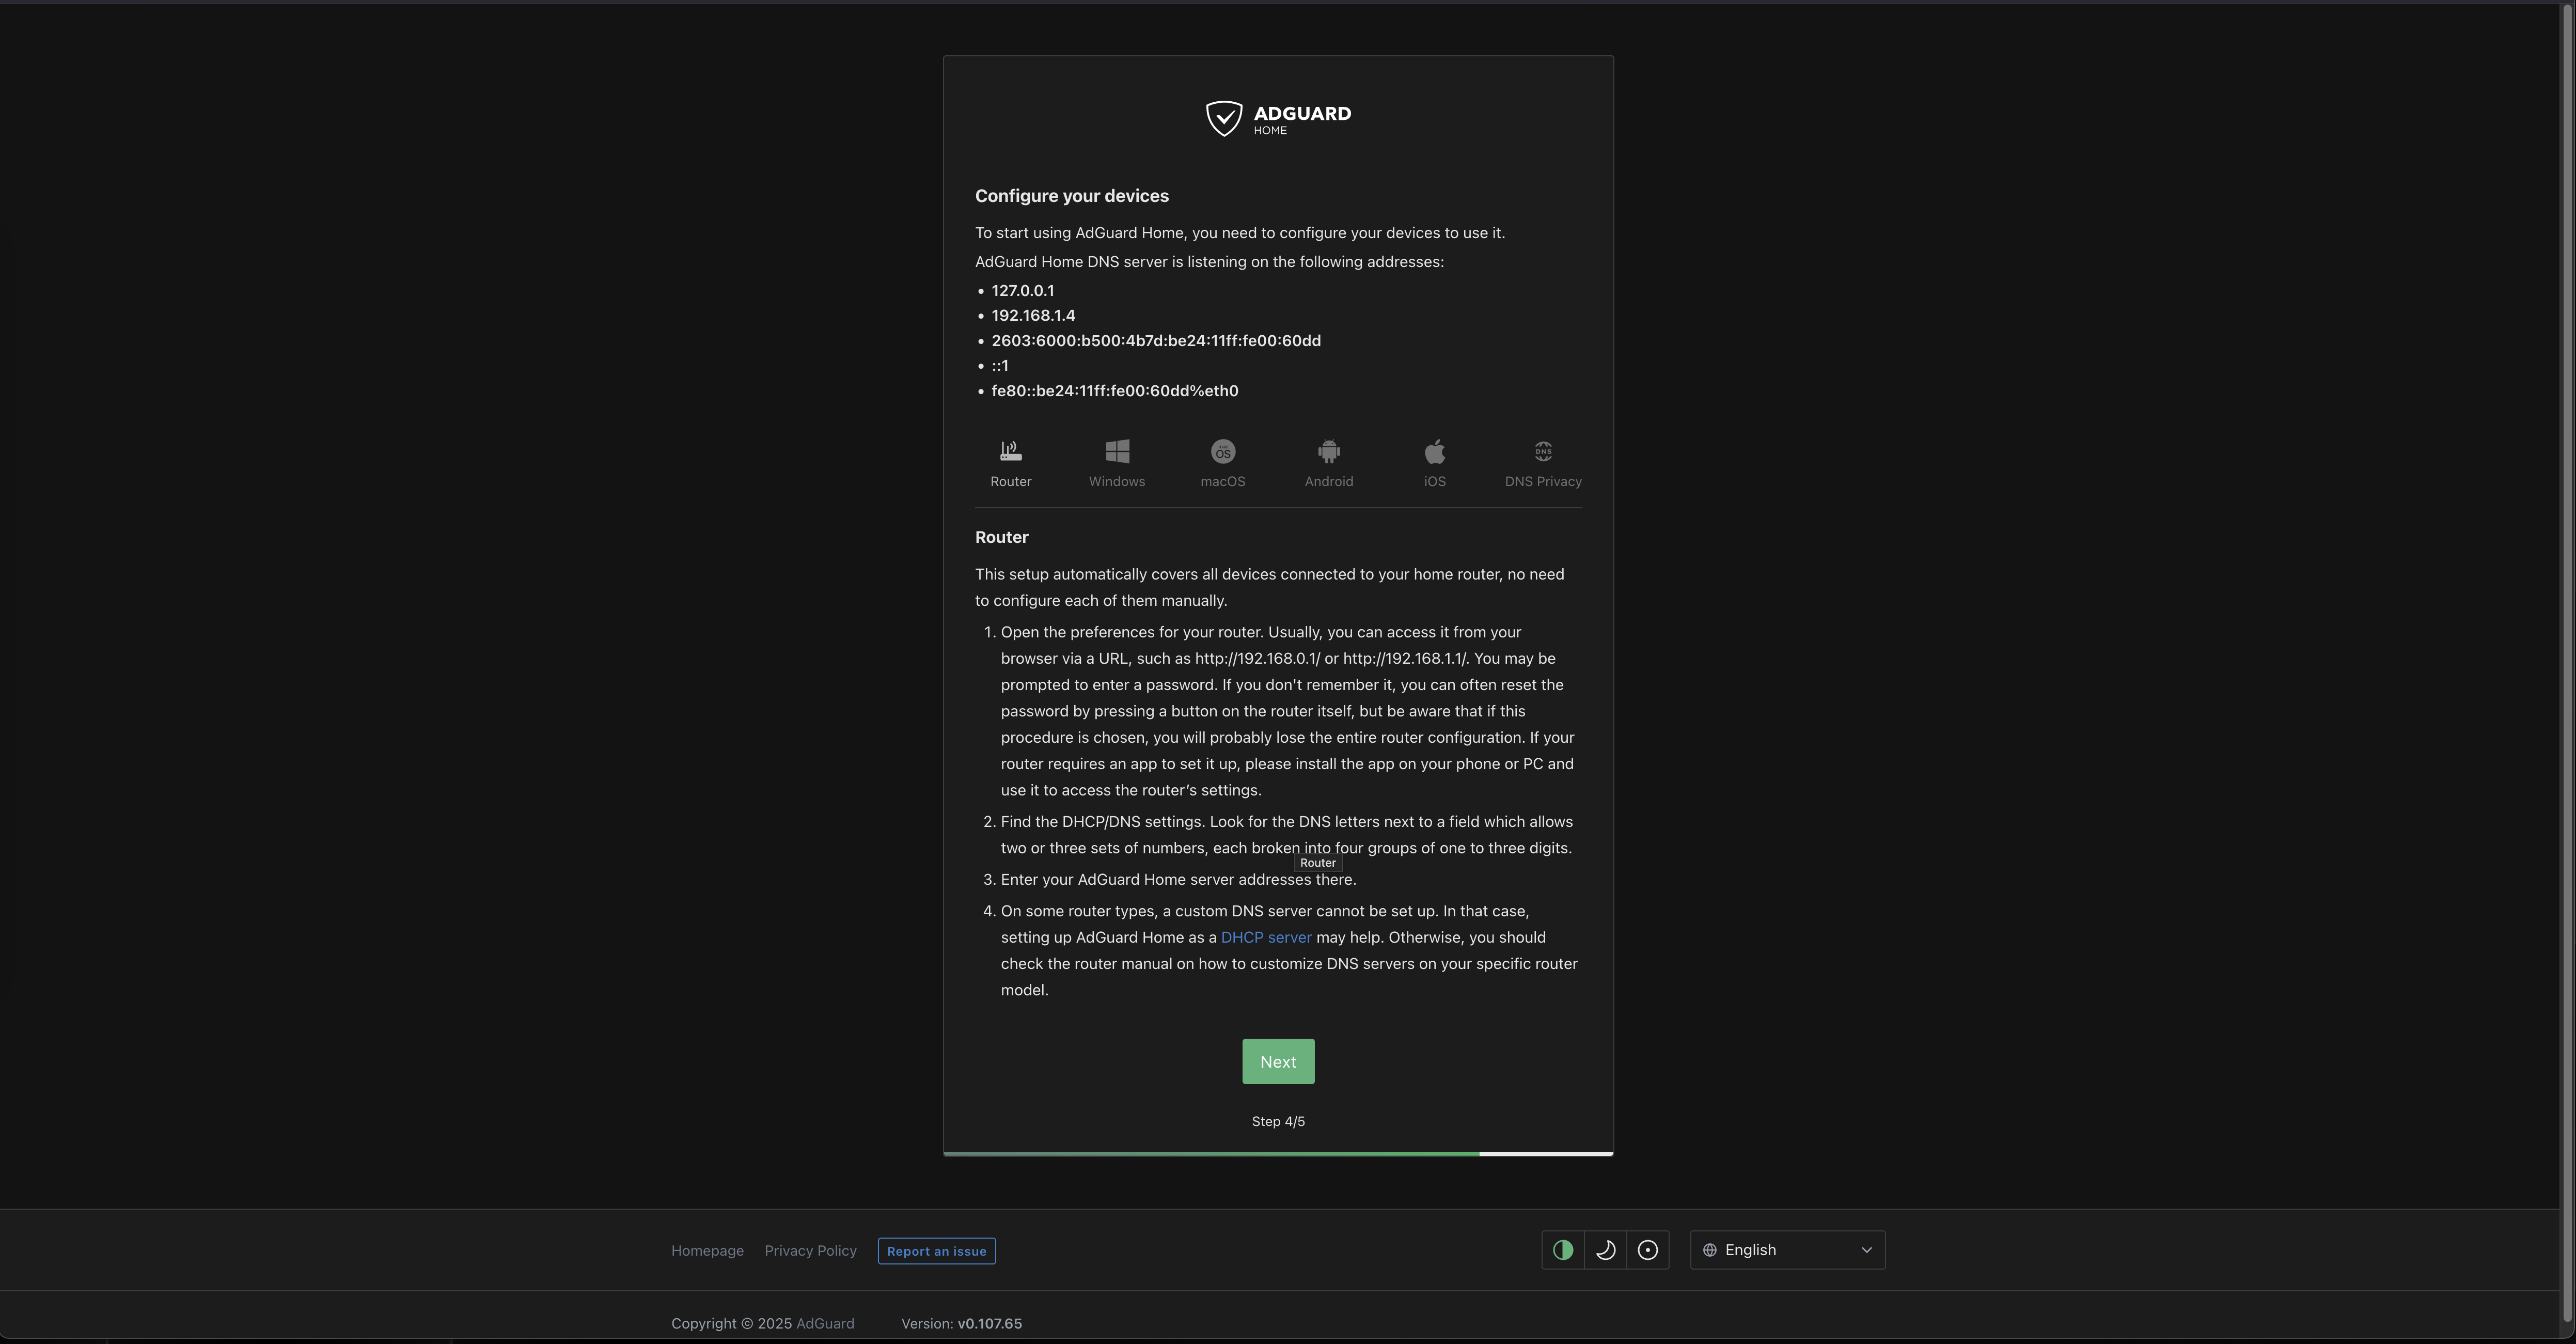 ADGUARD
HOME
Configure your devices
To start using AdGuard Home, you need to configure your devices to use it.
AdGuard Home DNS server is listening on the following addresses:
• 127.0.0.1
• 192.168.1.4
• 2603:6000:b500:4b7d:be24:11ff:fe00:60dd
• ::1
• fe80::be24:11ff:fe00:60dd%eth0
Router Windows macOS Android iOS DNS Privacy
Router
This setup automatically covers all devices connected to your home router, no need
to configure each of them manually.
1. Open the preferences for your router. Usually, you can access it from your
browser via a URL, such as http://192.168.0.1/ or http://192.168.1.1/. You may be
prompted to enter a password. If you don't remember it, you can often reset the
password by pressing a button on the router itself, but be aware that if this
procedure is chosen, you will probably lose the entire router configuration. If your
router requires an app to set it up, please install the app on your phone or PC and
use it to access the router’s settings.
2. Find the DHCP/DNS settings. Look for the DNS letters next to a field which allows
two or three sets of numbers, each broken into four groups of one to three digits.
Router
3. Enter your AdGuard Home server addresses there.
4. On some router types, a custom DNS server cannot be set up. In that case,
setting up AdGuard Home as a DHCP server may help. Otherwise, you should
check the router manual on how to customize DNS servers on your specific router
model.
Next
Step 4/5
Homepage Privacy Policy Report an issue English
Copyright © 2025 AdGuard Version: v0.107.65